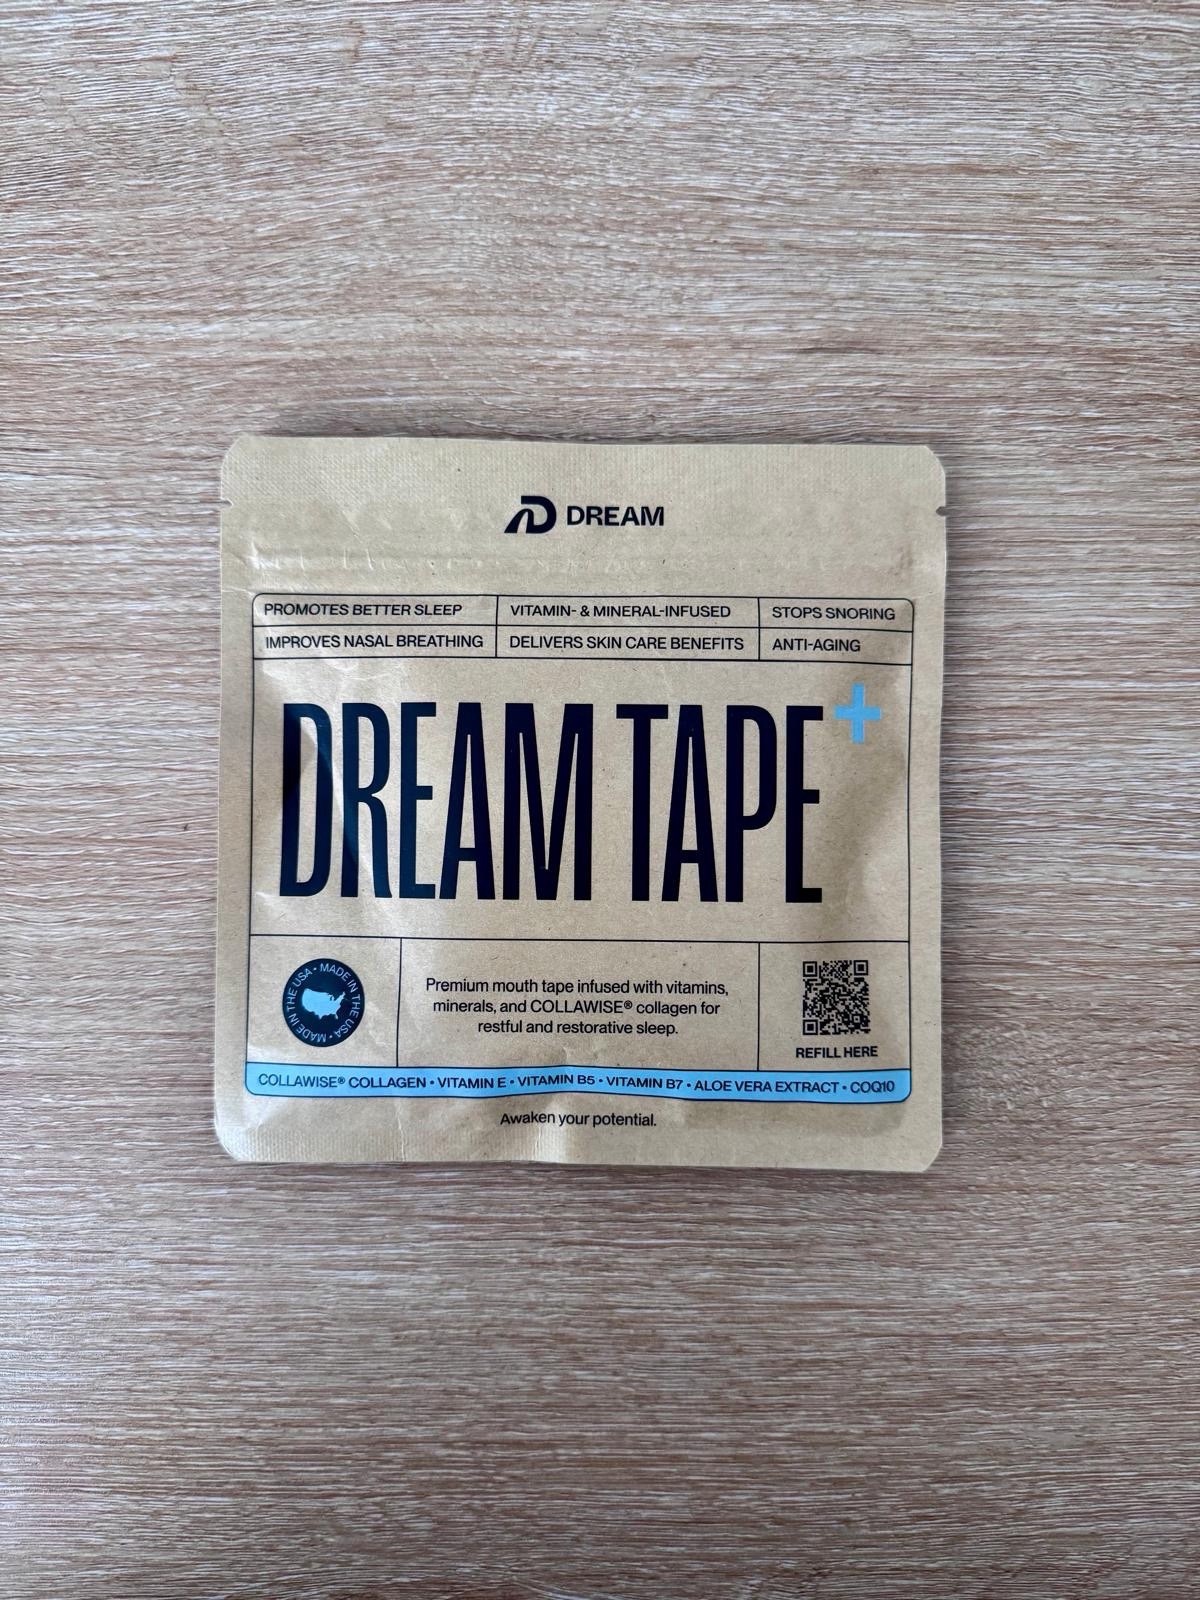 DREAM
PROMOTES BETTER SLEEP
VITAMIN- & MINERAL-INFUSED
STOPS SNORING
IMPROVES NASAL BREATHING
DELIVERS SKIN CARE BENEFITS
ANTI-AGING
DREAM TAPE+
MADE IN THE USA • MADE IN THE USA •
Premium mouth tape infused with vitamins,
minerals, and COLLAWISE® collagen for
restful and restorative sleep.
REFILL HERE
COLLAWISE® COLLAGEN • VITAMIN E • VITAMIN B5 • VITAMIN B7 • ALOE VERA EXTRACT • COQ10
Awaken your potential.